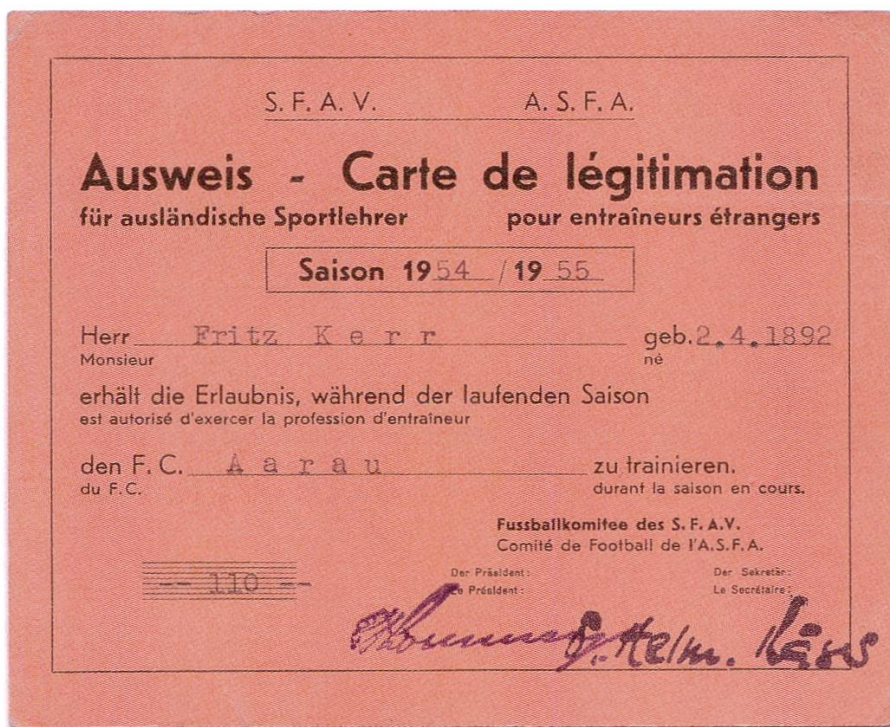 S. F. A. V. A. S. F. A.
Ausweis - Carte de légitimation
für ausländische Sportlehrer pour entraîneurs étrangers
Saison 1954 / 1955
Herr Fritz Kerr geb. 2.4.1892
Monsieur né
erhält die Erlaubnis, während der laufenden Saison
est autorisé d'exercer la profession d'entraîneur
den F. C. Aarau zu trainieren.
du F.C. durant la saison en cours.
Fussballkomitee des S. F. A. V.
Comité de Football de l'A.S.F.A.
-- 110 --
Der Präsident: Der Sekretär:
Le Président: Le Secrétaire:
Helm. Käser